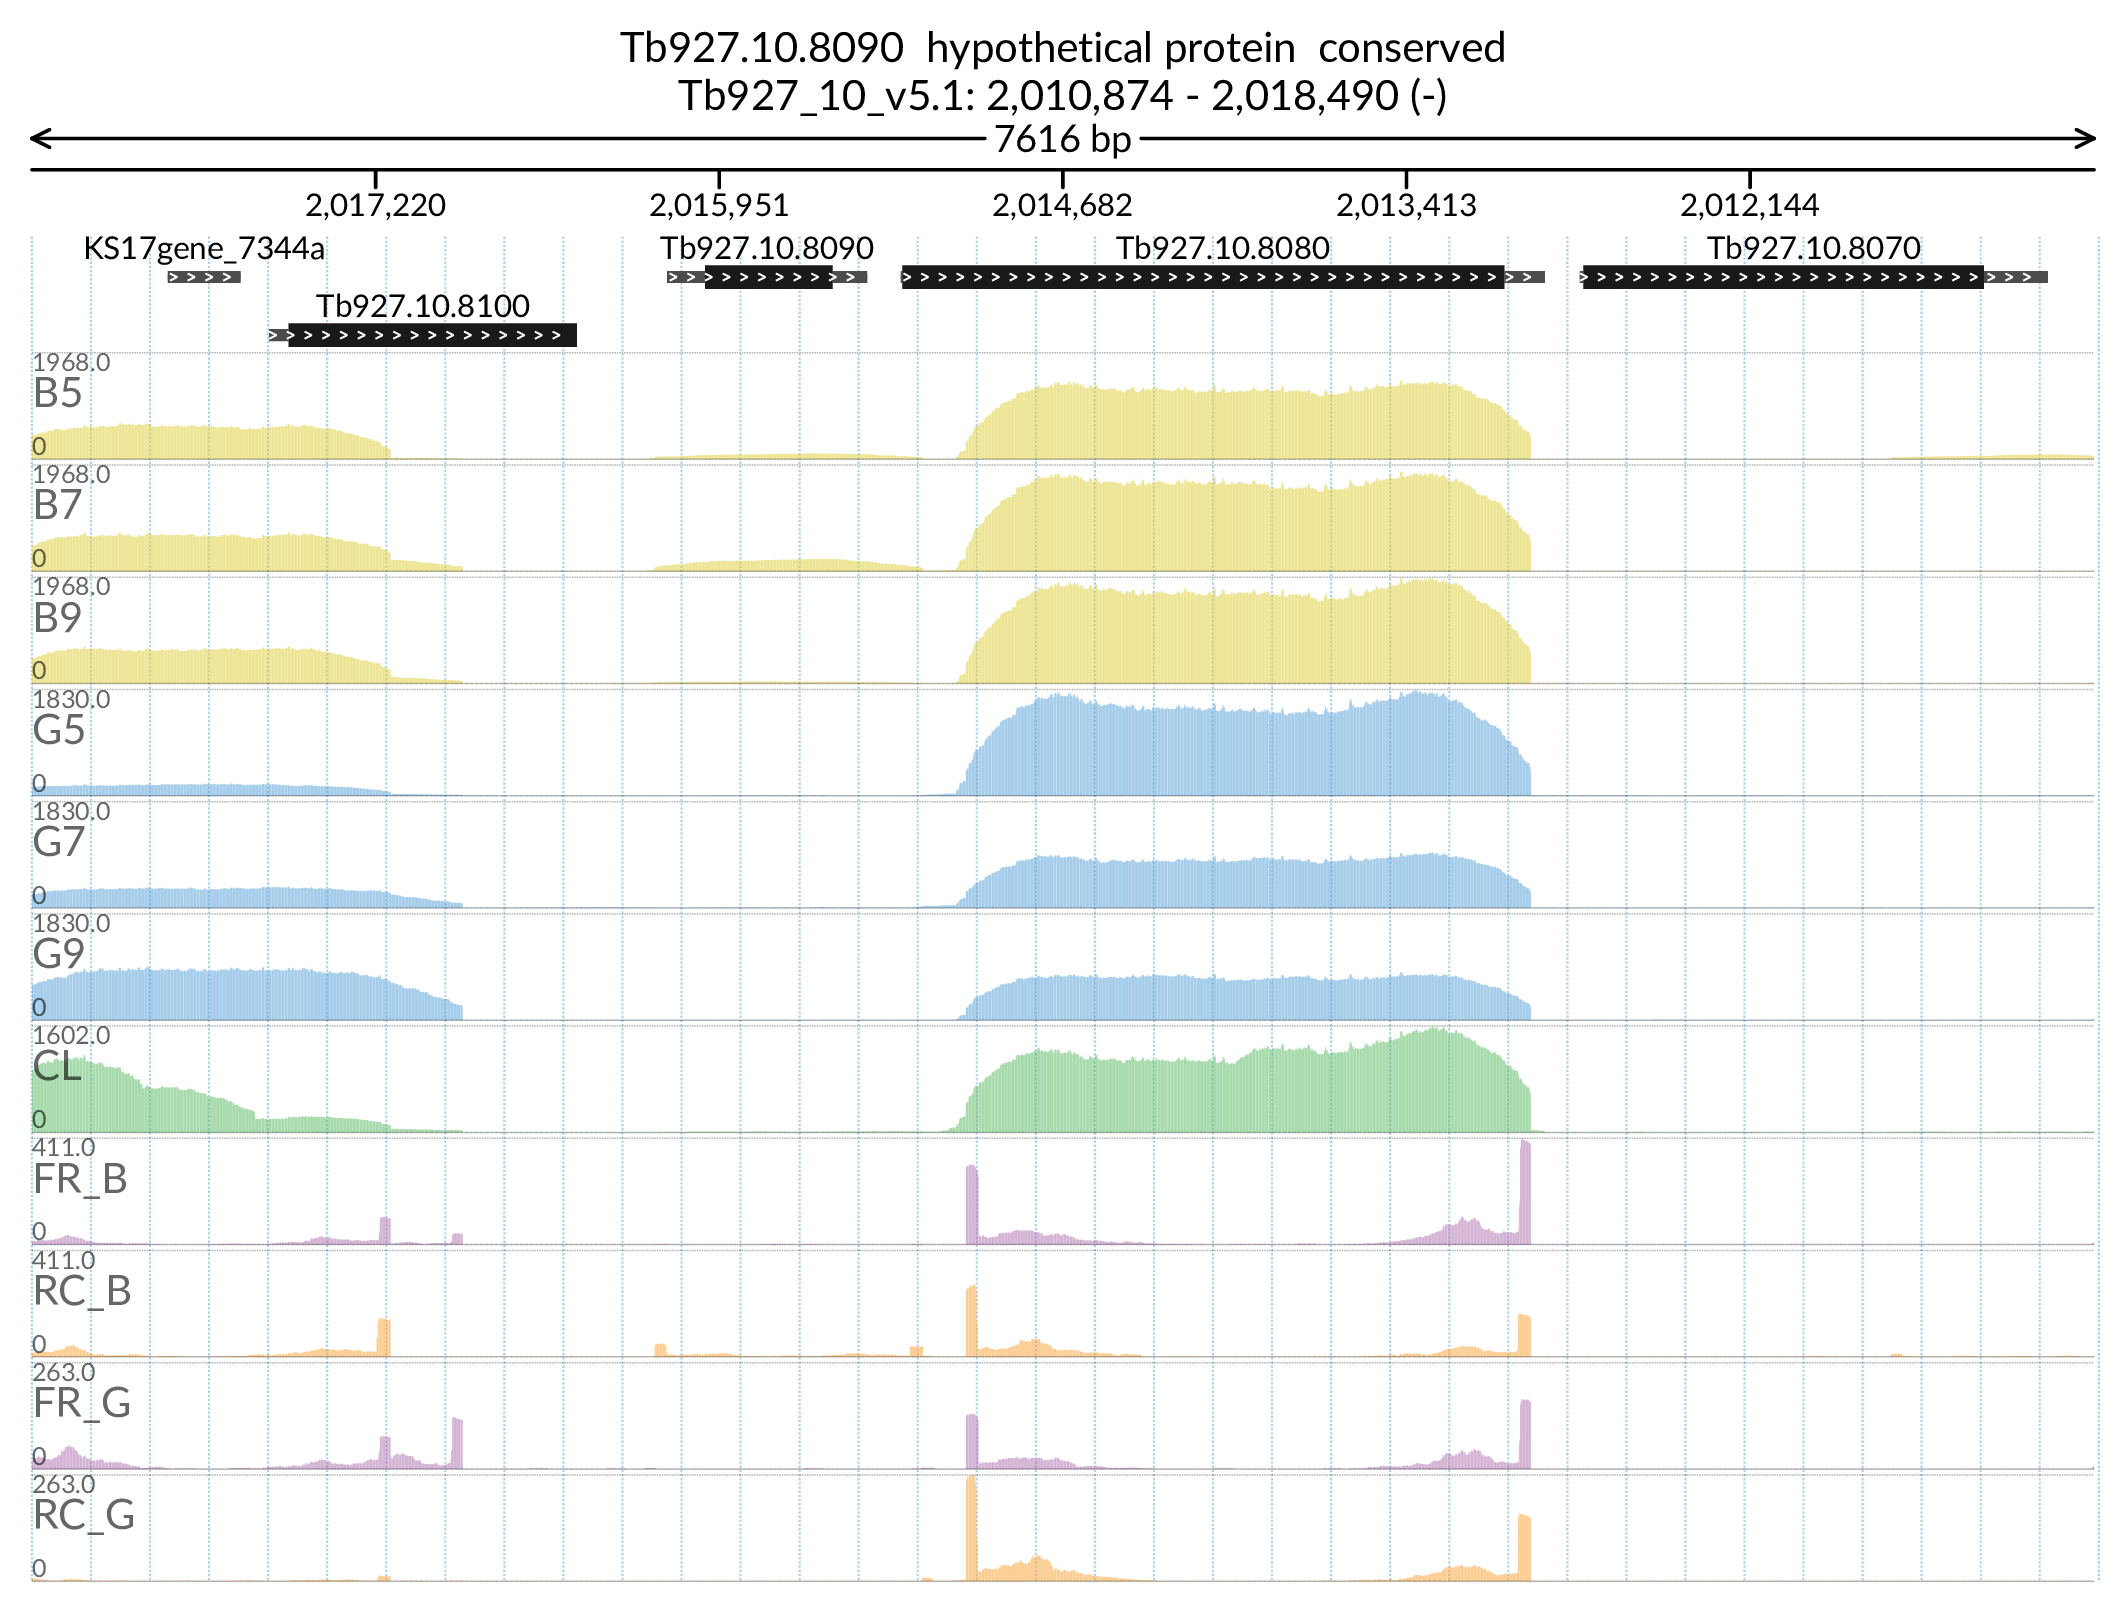 Tb927.10.8090  hypothetical protein  conserved
Tb927_10_v5.1: 2,010,874 - 2,018,490 (-)
7616 bp
2,017,220 2,015,951 2,014,682 2,013,413 2,012,144
KS17gene_7344a Tb927.10.8090 Tb927.10.8080 Tb927.10.8070
Tb927.10.8100
1968.0
B5
0
1968.0
B7
0
1968.0
B9
0
1830.0
G5
0
1830.0
G7
0
1830.0
G9
0
1602.0
CL
0
411.0
FR_B
0
411.0
RC_B
0
263.0
FR_G
0
263.0
RC_G
0